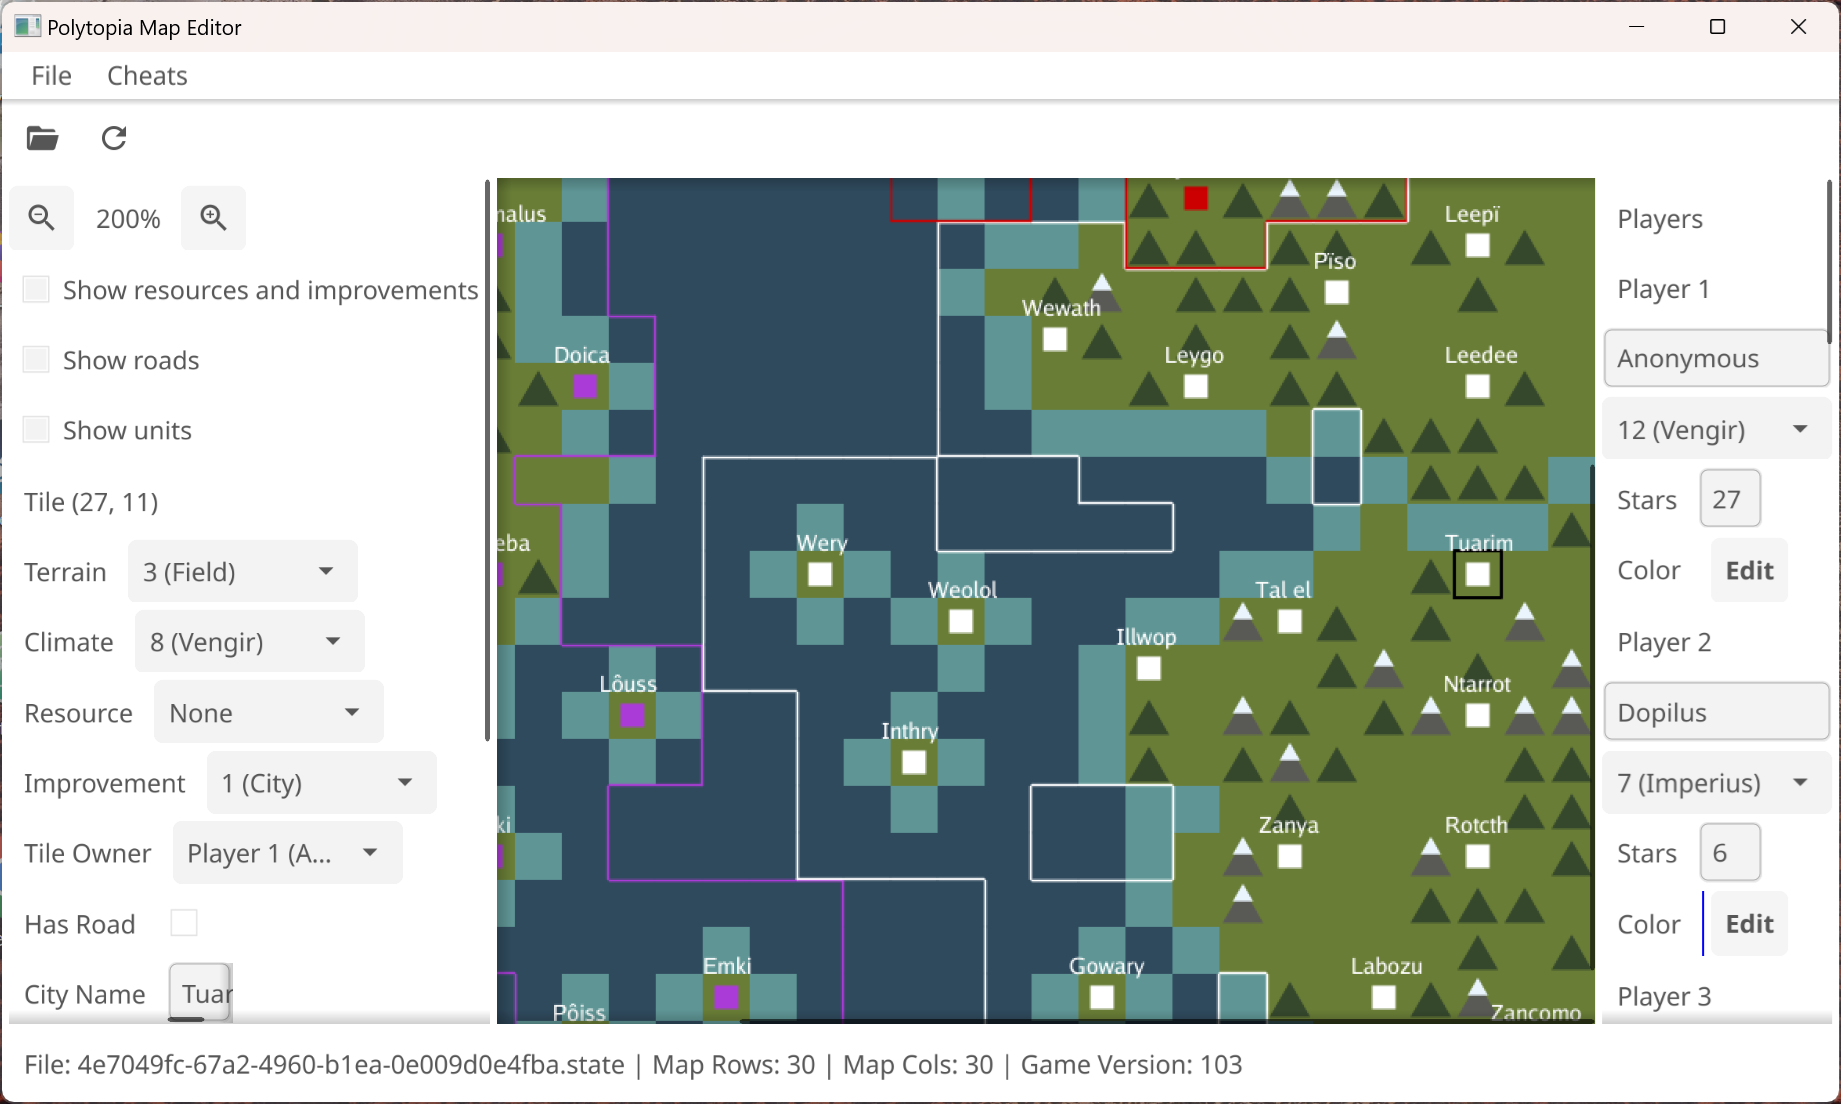 Polytopia Map Editor
File
Cheats
200%
Show resources and improvements
Show roads
Show units
Tile (27, 11)
Terrain
3 (Field)
Climate
8 (Vengir)
Resource
None
Improvement
1 (City)
Tile Owner
Player 1 (A...
Has Road
City Name
Tuar
nalus
Leepï
Pïso
Wewath
Doica
Leygo
Leedee
eba
Wery
Tuarim
Weolol
Tal el
Illwop
Lôuss
Ntarrot
Inthry
ki
Zanya
Rotcth
Emki
Gowary
Labozu
Pôiss
Zancomo
Players
Player 1
Anonymous
12 (Vengir)
Stars
27
Color
Edit
Player 2
Dopilus
7 (Imperius)
Stars
6
Color
Edit
Player 3
File: 4e7049fc-67a2-4960-b1ea-0e009d0e4fba.state | Map Rows: 30 | Map Cols: 30 | Game Version: 103